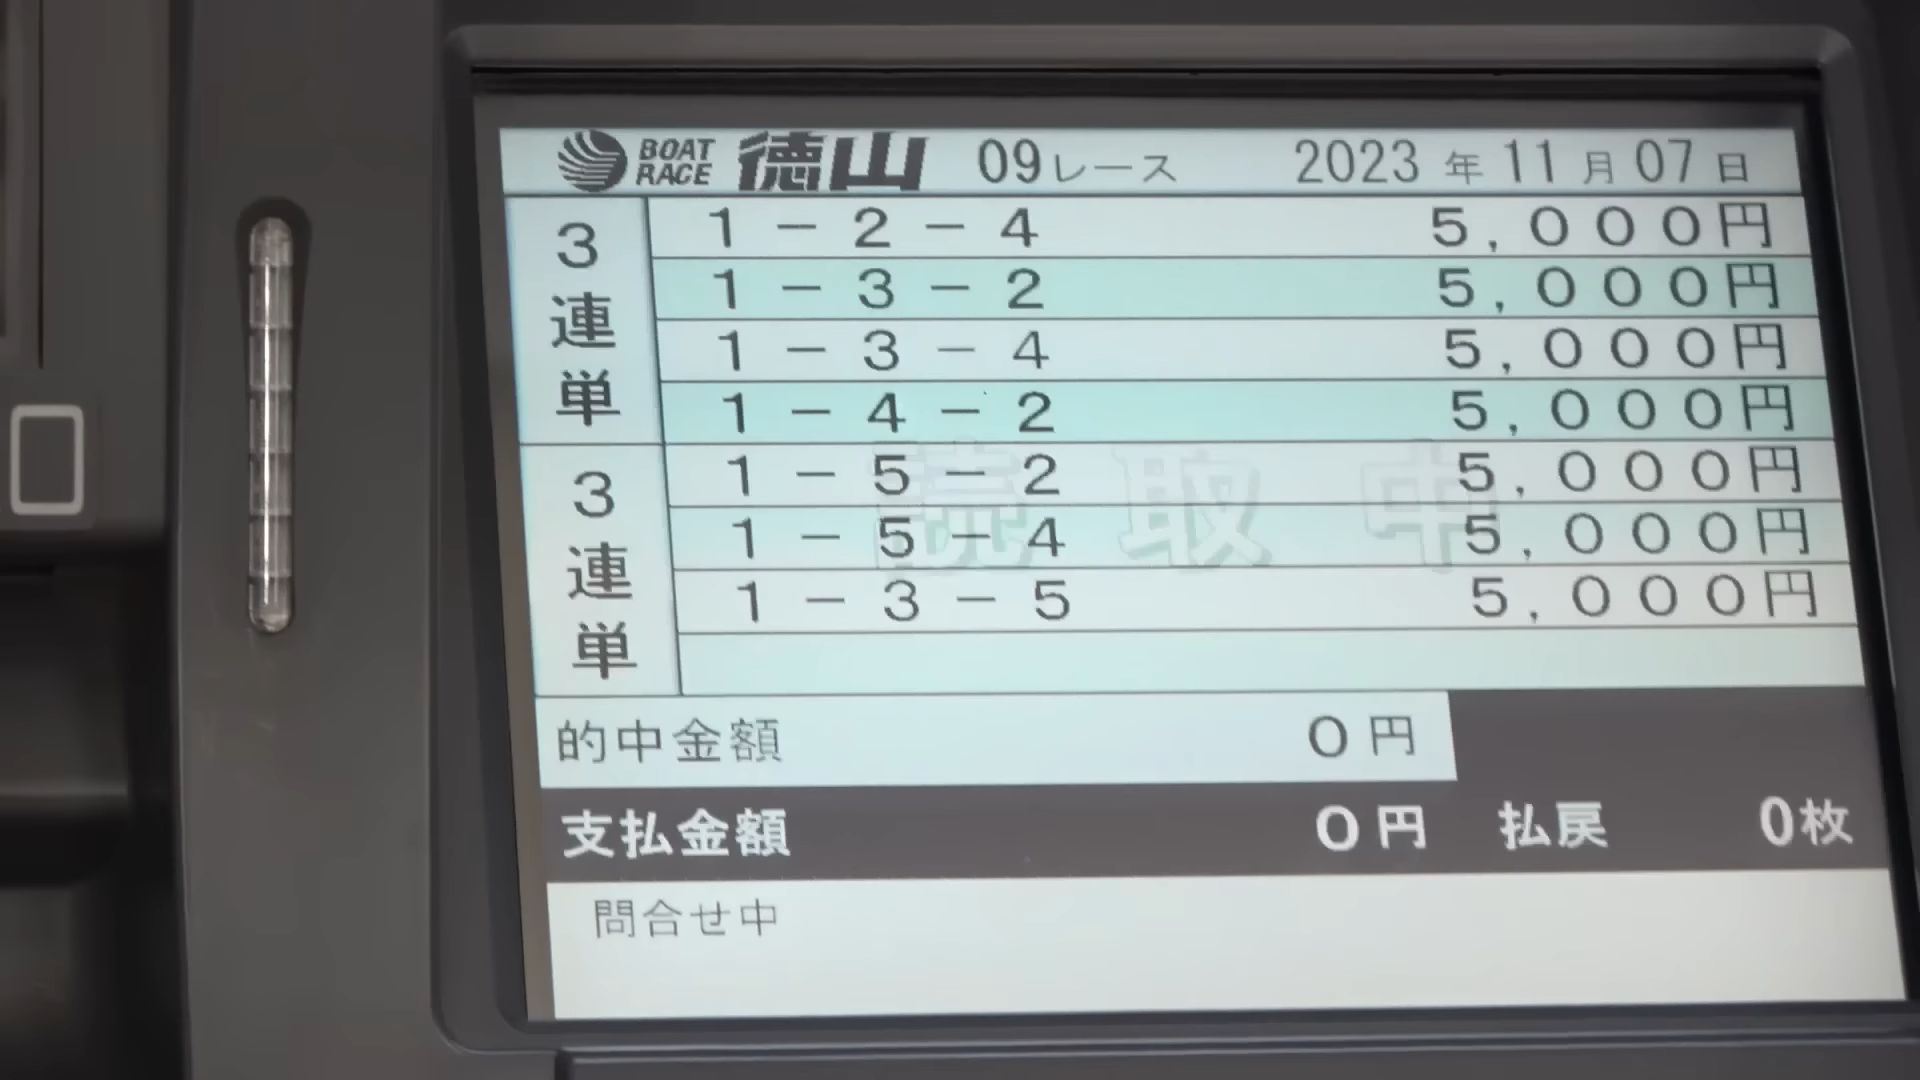 BOAT RACE 徳山 09レース 2023年11月07日
3連単
1-2-4 5,000円
1-3-2 5,000円
1-3-4 5,000円
1-4-2 5,000円
3連単
1-5-2 5,000円
1-5-4 5,000円
1-3-5 5,000円
読取中
的中金額 0円
支払金額 0円 払戻 0枚
問合せ中